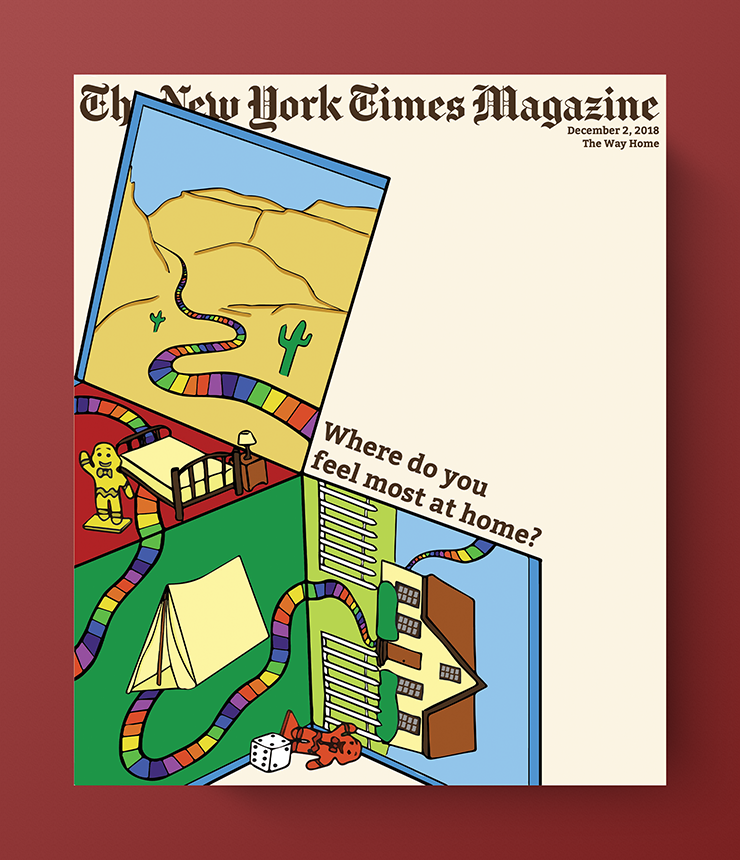 The New York Times Magazine
December 2, 2018
The Way Home
Where do you
feel most at home?